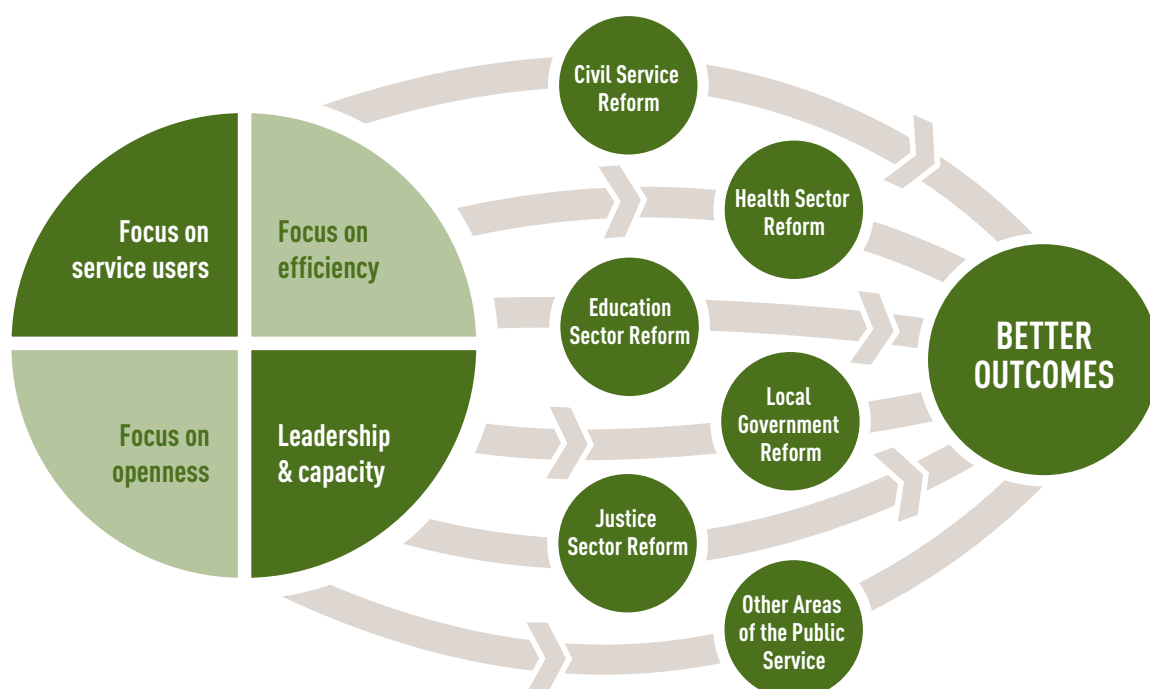 Focus on
service users
Focus on
efficiency
Focus on
openness
Leadership
& capacity
Civil Service
Reform
Health Sector
Reform
Education
Sector Reform
Local
Government
Reform
Justice
Sector Reform
Other Areas
of the Public
Service
BETTER
OUTCOMES